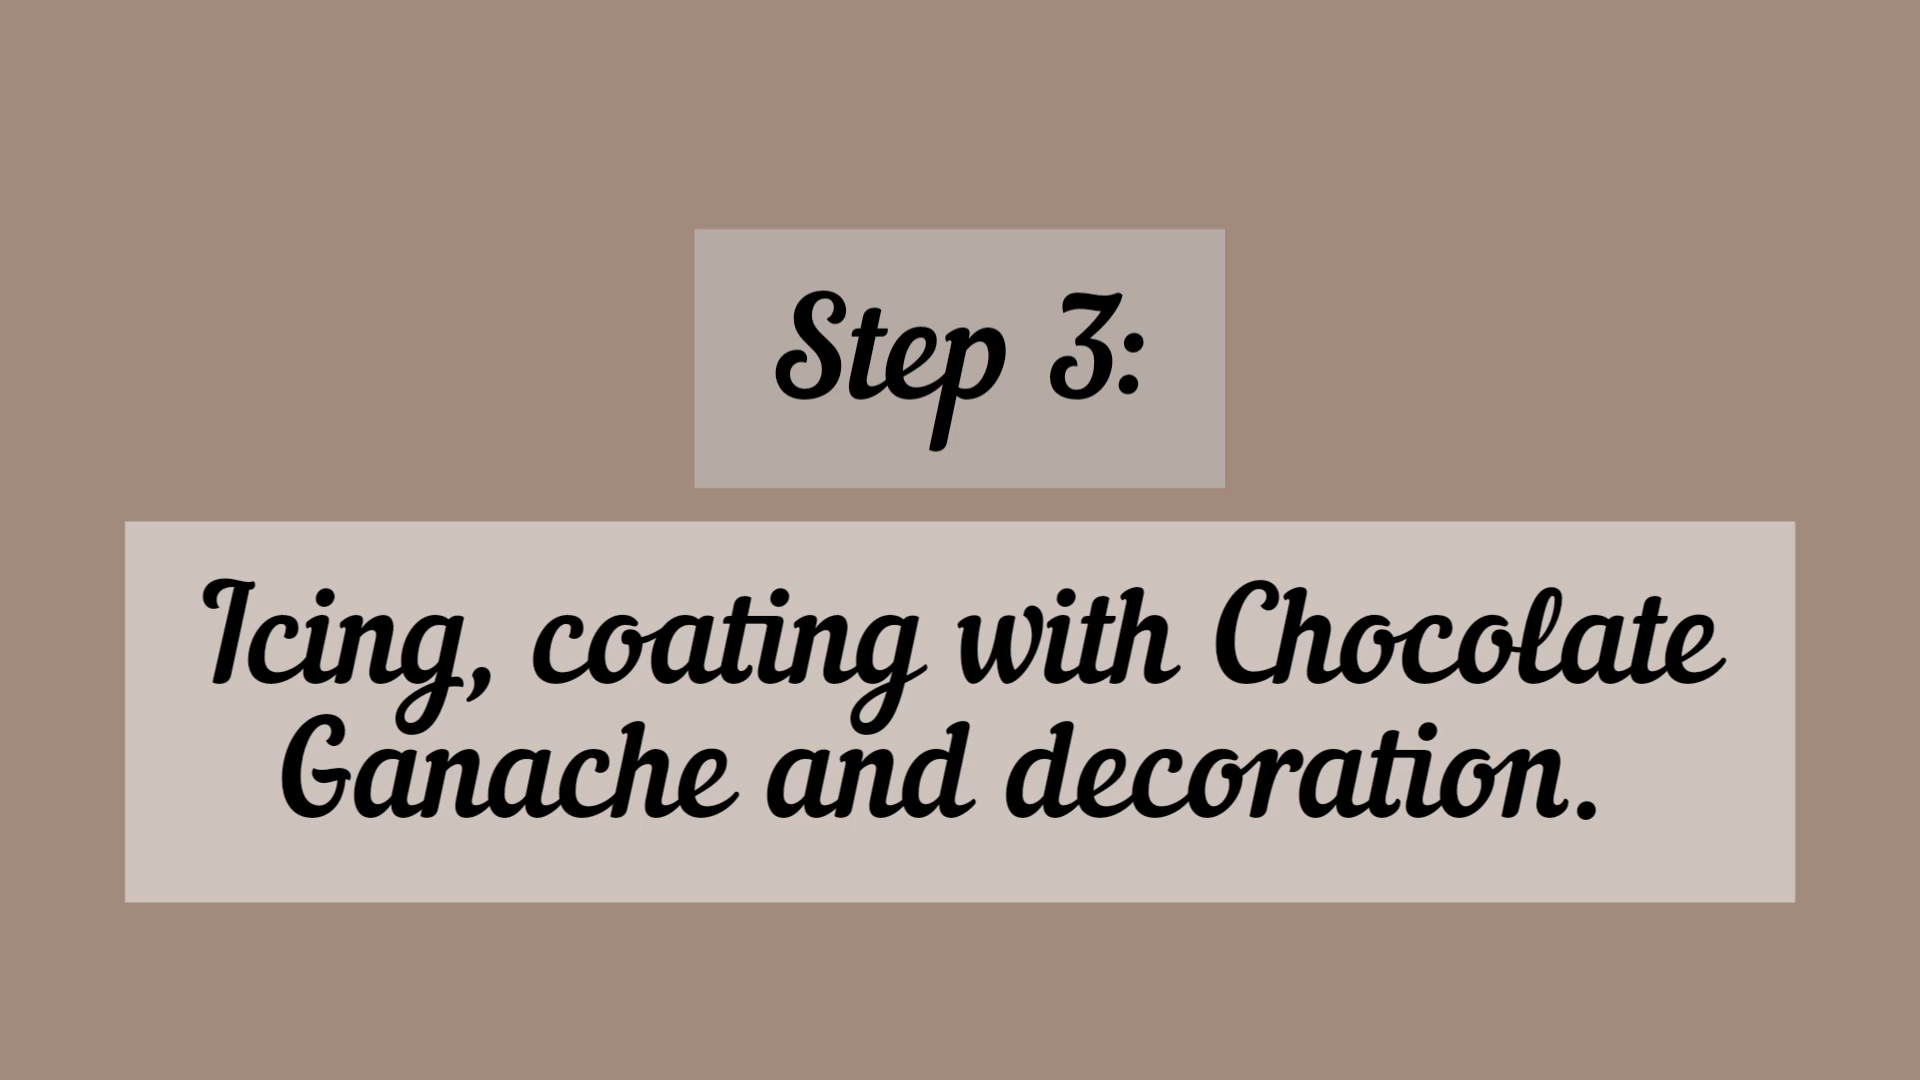 Step 3:
Icing, coating with Chocolate
Ganache and decoration.